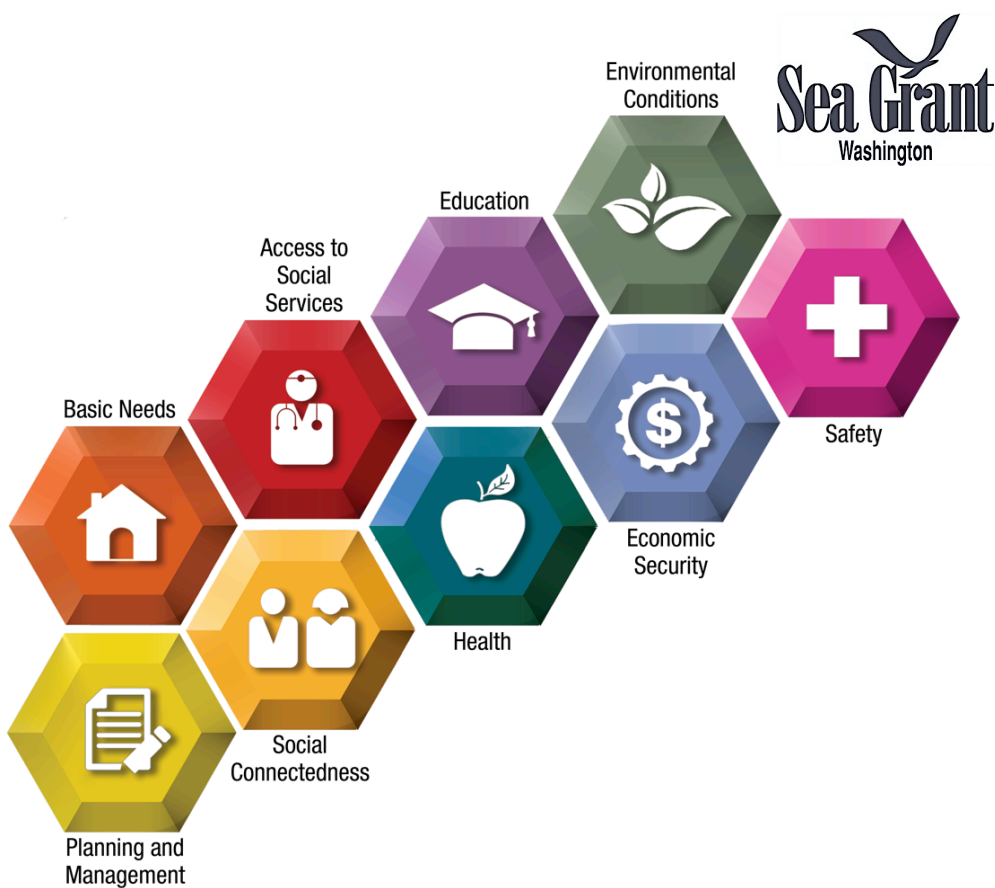 Sea Grant
Washington
Environmental
Conditions
Education
Access to
Social
Services
Basic Needs
Safety
$
Economic
Security
Health
Social
Connectedness
Planning and
Management